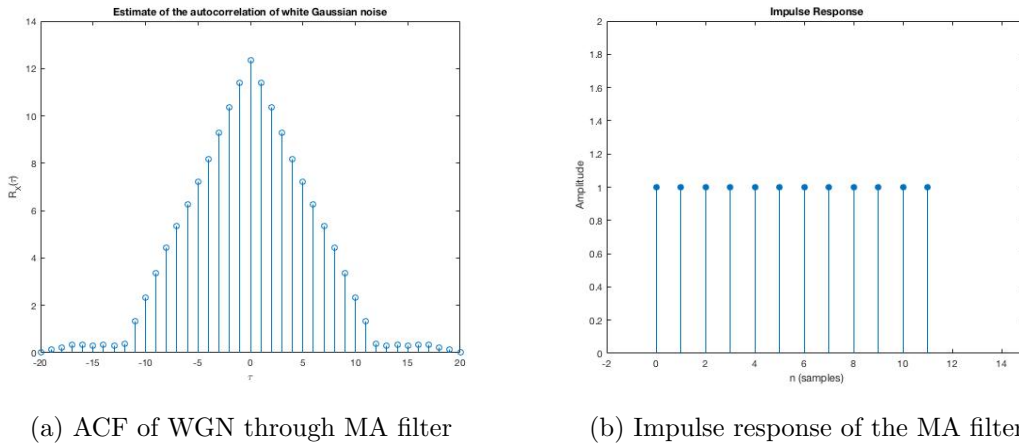 Estimate of the autocorrelation of white Gaussian noise
14
12
10
8
6
4
2
0
R_X(τ)
-20 -15 -10 -5 0 5 10 15 20
τ
Impulse Response
2
1.8
1.6
1.4
1.2
1
0.8
0.6
0.4
0.2
0
Amplitude
-2 0 2 4 6 8 10 12 14
n (samples)
(a) ACF of WGN through MA filter
(b) Impulse response of the MA filter